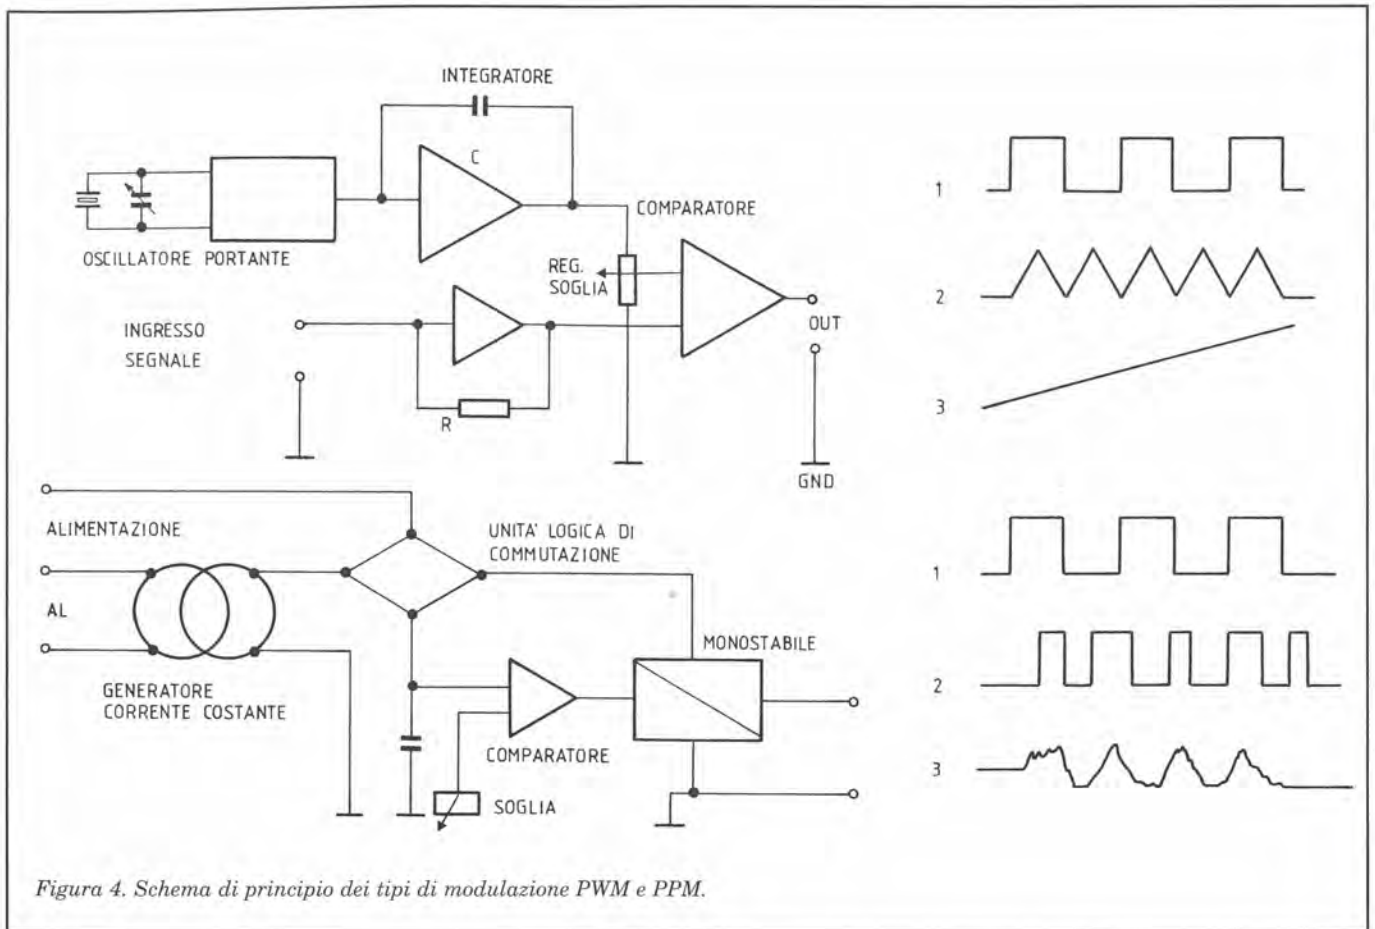 INTEGRATORE
C
COMPARATORE
OSCILLATORE PORTANTE
REG.
SOGLIA
INGRESSO
SEGNALE
OUT
R
GND
1
2
3
ALIMENTAZIONE
UNITA' LOGICA DI
COMMUTAZIONE
AL
MONOSTABILE
GENERATORE
CORRENTE COSTANTE
COMPARATORE
SOGLIA
1
2
3
Figura 4. Schema di principio dei tipi di modulazione PWM e PPM.